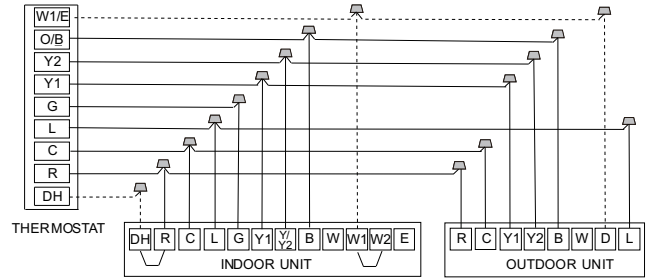 W1/E
O/B
Y2
Y1
G
L
C
R
DH
THERMOSTAT
DH R C L G Y1 Y/Y2 B W W1 W2 E
INDOOR UNIT
R C Y1 Y2 B W D L
OUTDOOR UNIT